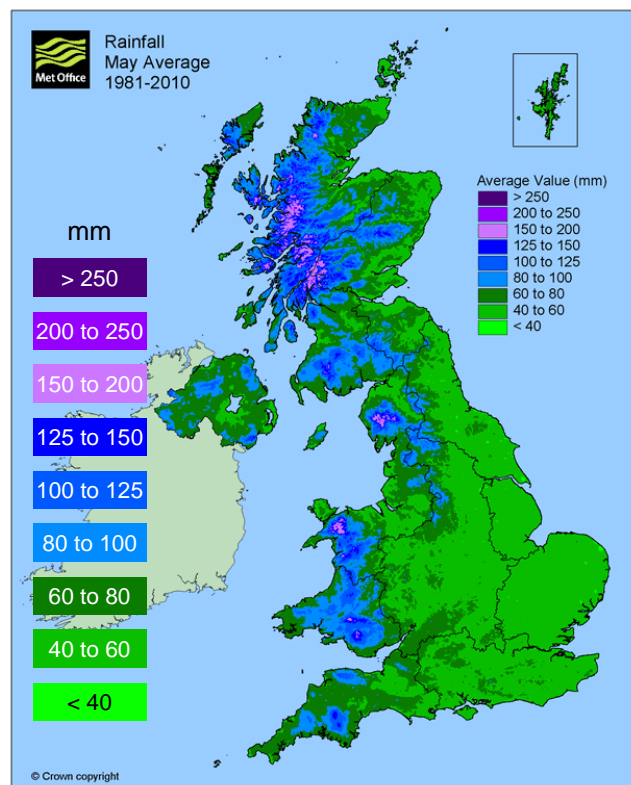 Met Office
Rainfall
May Average
1981-2010
mm
> 250
200 to 250
150 to 200
125 to 150
100 to 125
80 to 100
60 to 80
40 to 60
< 40
Average Value (mm)
> 250
200 to 250
150 to 200
125 to 150
100 to 125
80 to 100
60 to 80
40 to 60
< 40
© Crown copyright